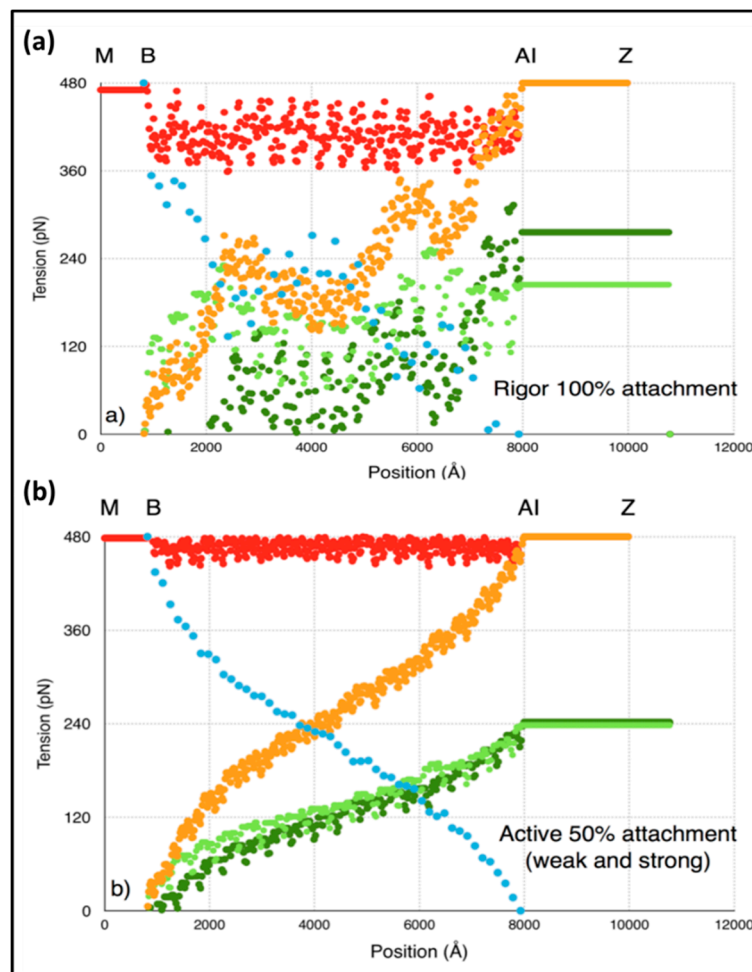 (a)
M B AI Z
480
360
240
120
0
Tension (pN)
Rigor 100% attachment
a)
0 2000 4000 6000 8000 10000 12000
Position (Å)
(b)
M B AI Z
480
360
240
120
0
Tension (pN)
Active 50% attachment
(weak and strong)
b)
0 2000 4000 6000 8000 10000 12000
Position (Å)